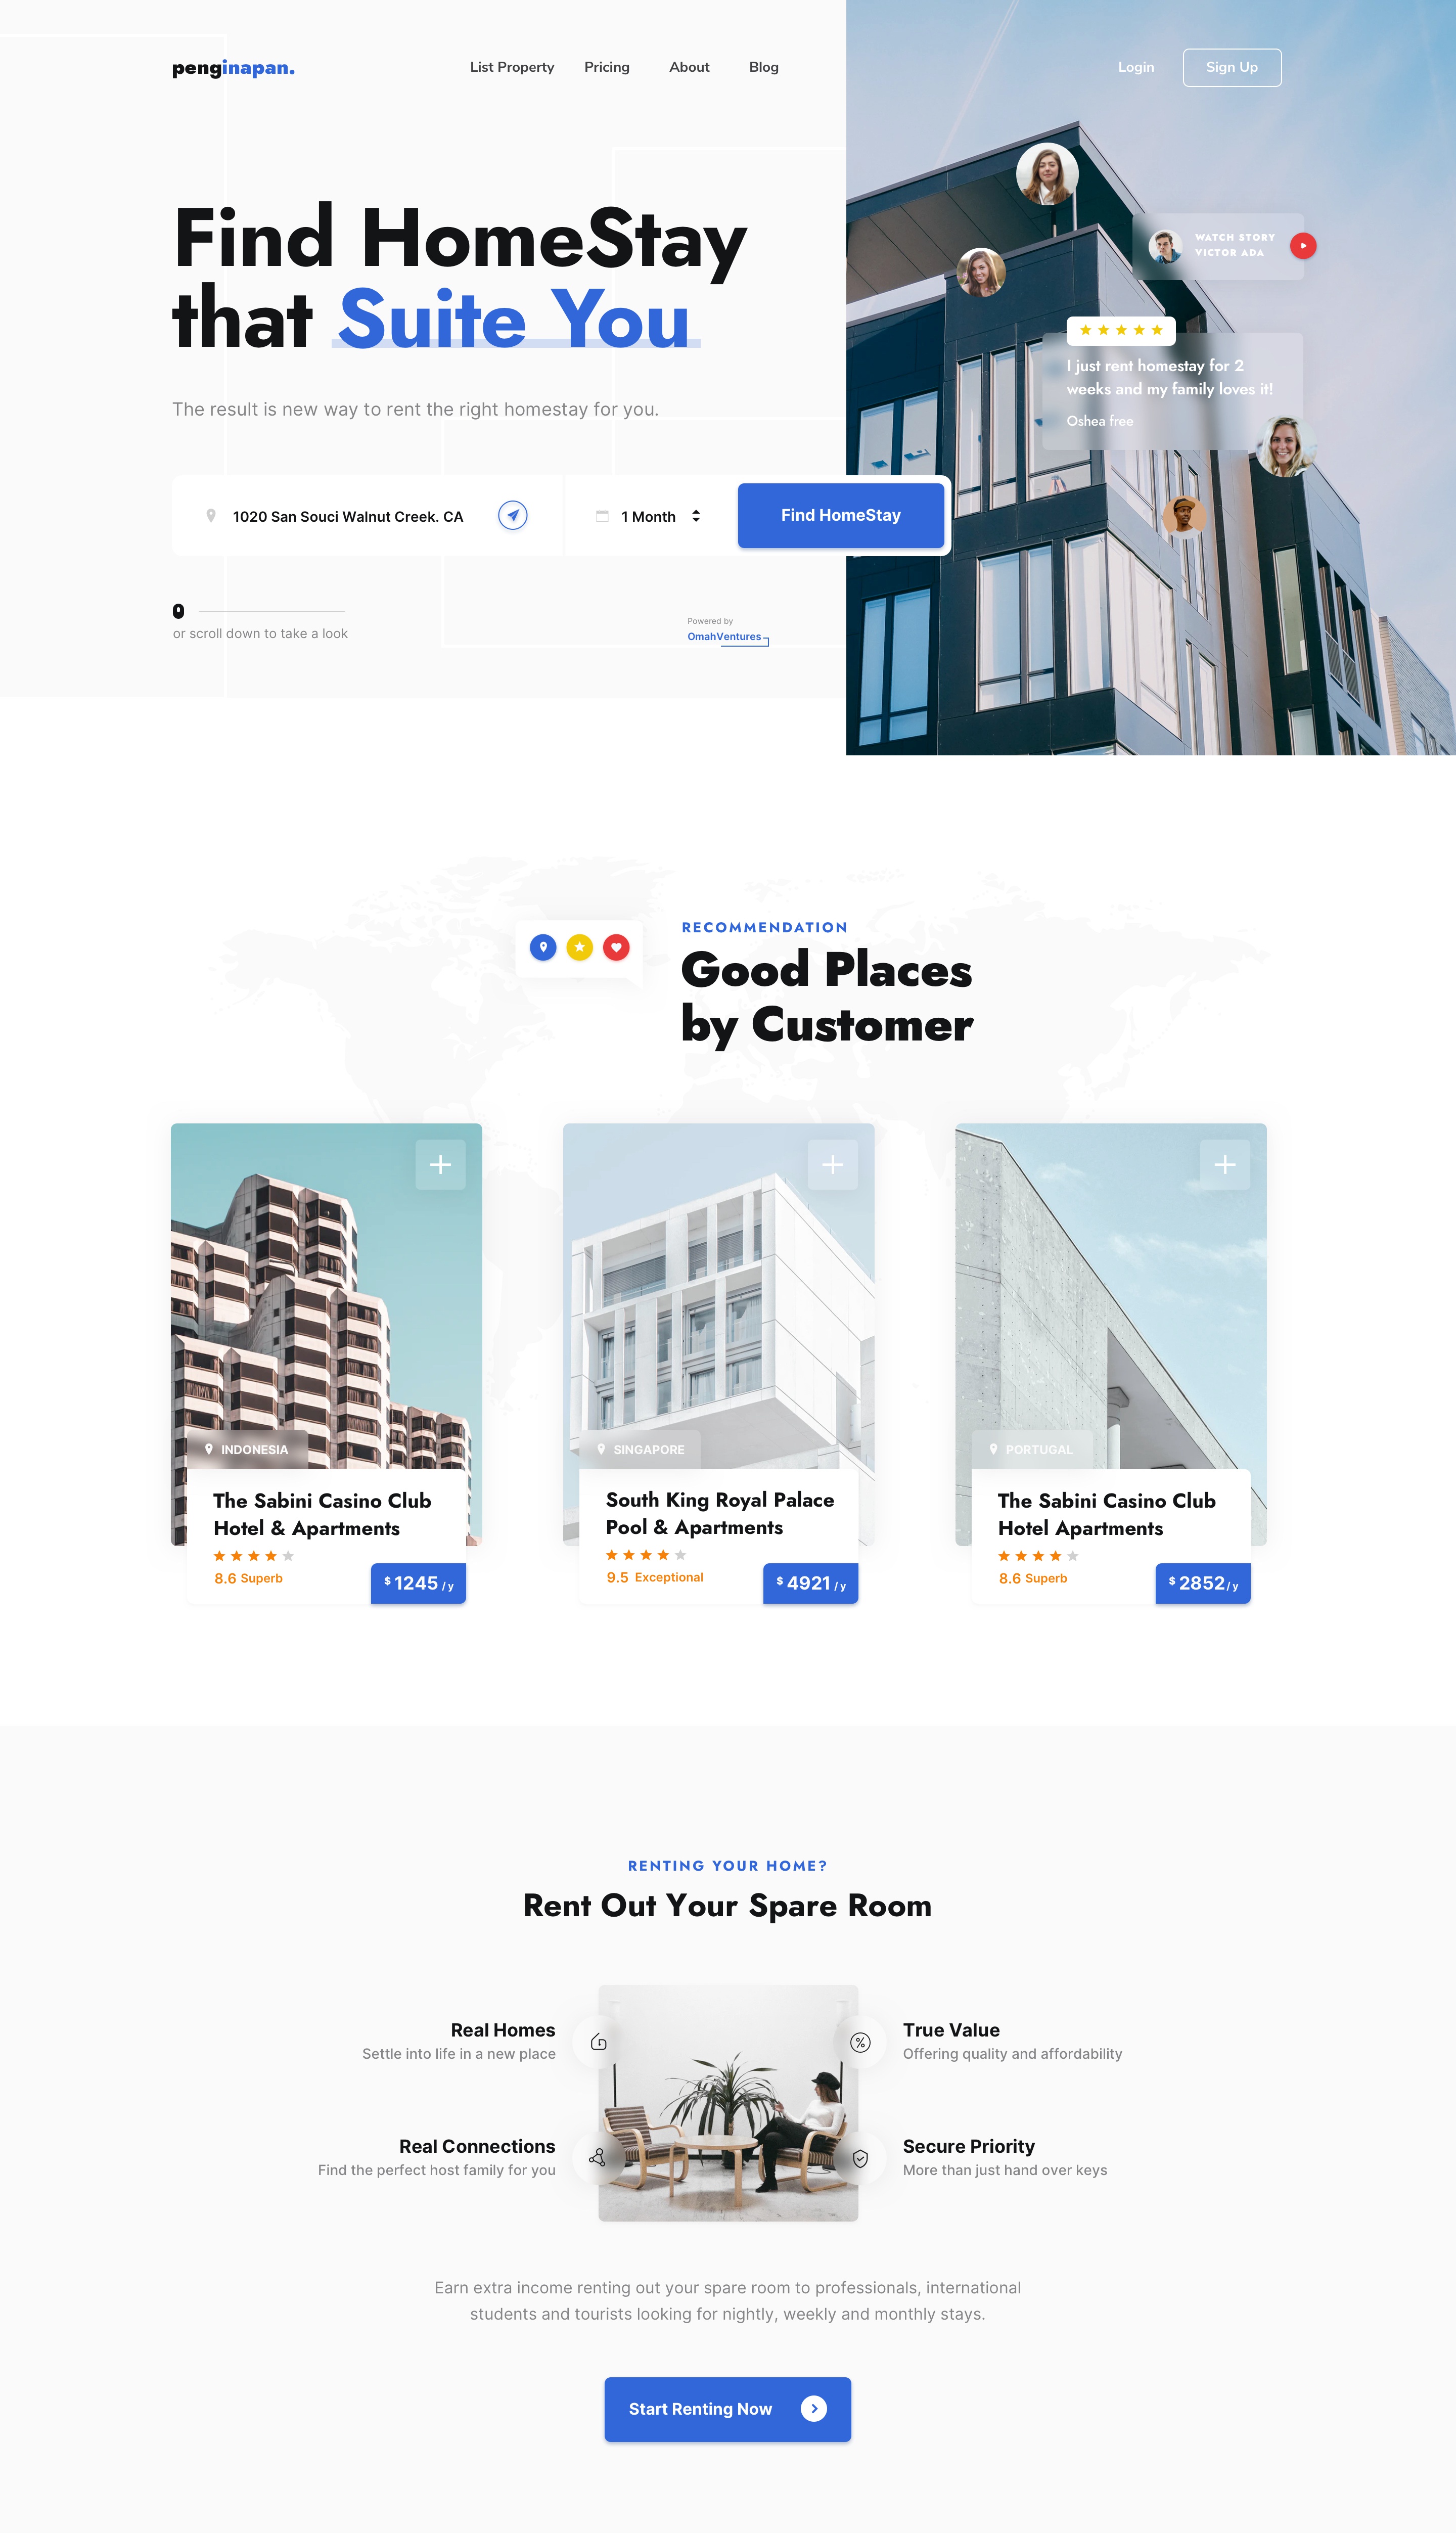 penginapan.
List Property
Pricing
About
Blog
Login
Sign Up
Find HomeStay
that Suite You
The result is new way to rent the right homestay for you.
1020 San Souci Walnut Creek. CA
1 Month
Find HomeStay
or scroll down to take a look
Powered by
OmahVentures
WATCH STORY
VICTOR ADA
I just rent homestay for 2
weeks and my family loves it!
Oshea free
RECOMMENDATION
Good Places
by Customer
INDONESIA
The Sabini Casino Club
Hotel & Apartments
8.6 Superb
$ 1245 / y
SINGAPORE
South King Royal Palace
Pool & Apartments
9.5 Exceptional
$ 4921 / y
PORTUGAL
The Sabini Casino Club
Hotel Apartments
8.6 Superb
$ 2852 / y
RENTING YOUR HOME?
Rent Out Your Spare Room
Real Homes
Settle into life in a new place
True Value
Offering quality and affordability
Real Connections
Find the perfect host family for you
Secure Priority
More than just hand over keys
Earn extra income renting out your spare room to professionals, international
students and tourists looking for nightly, weekly and monthly stays.
Start Renting Now